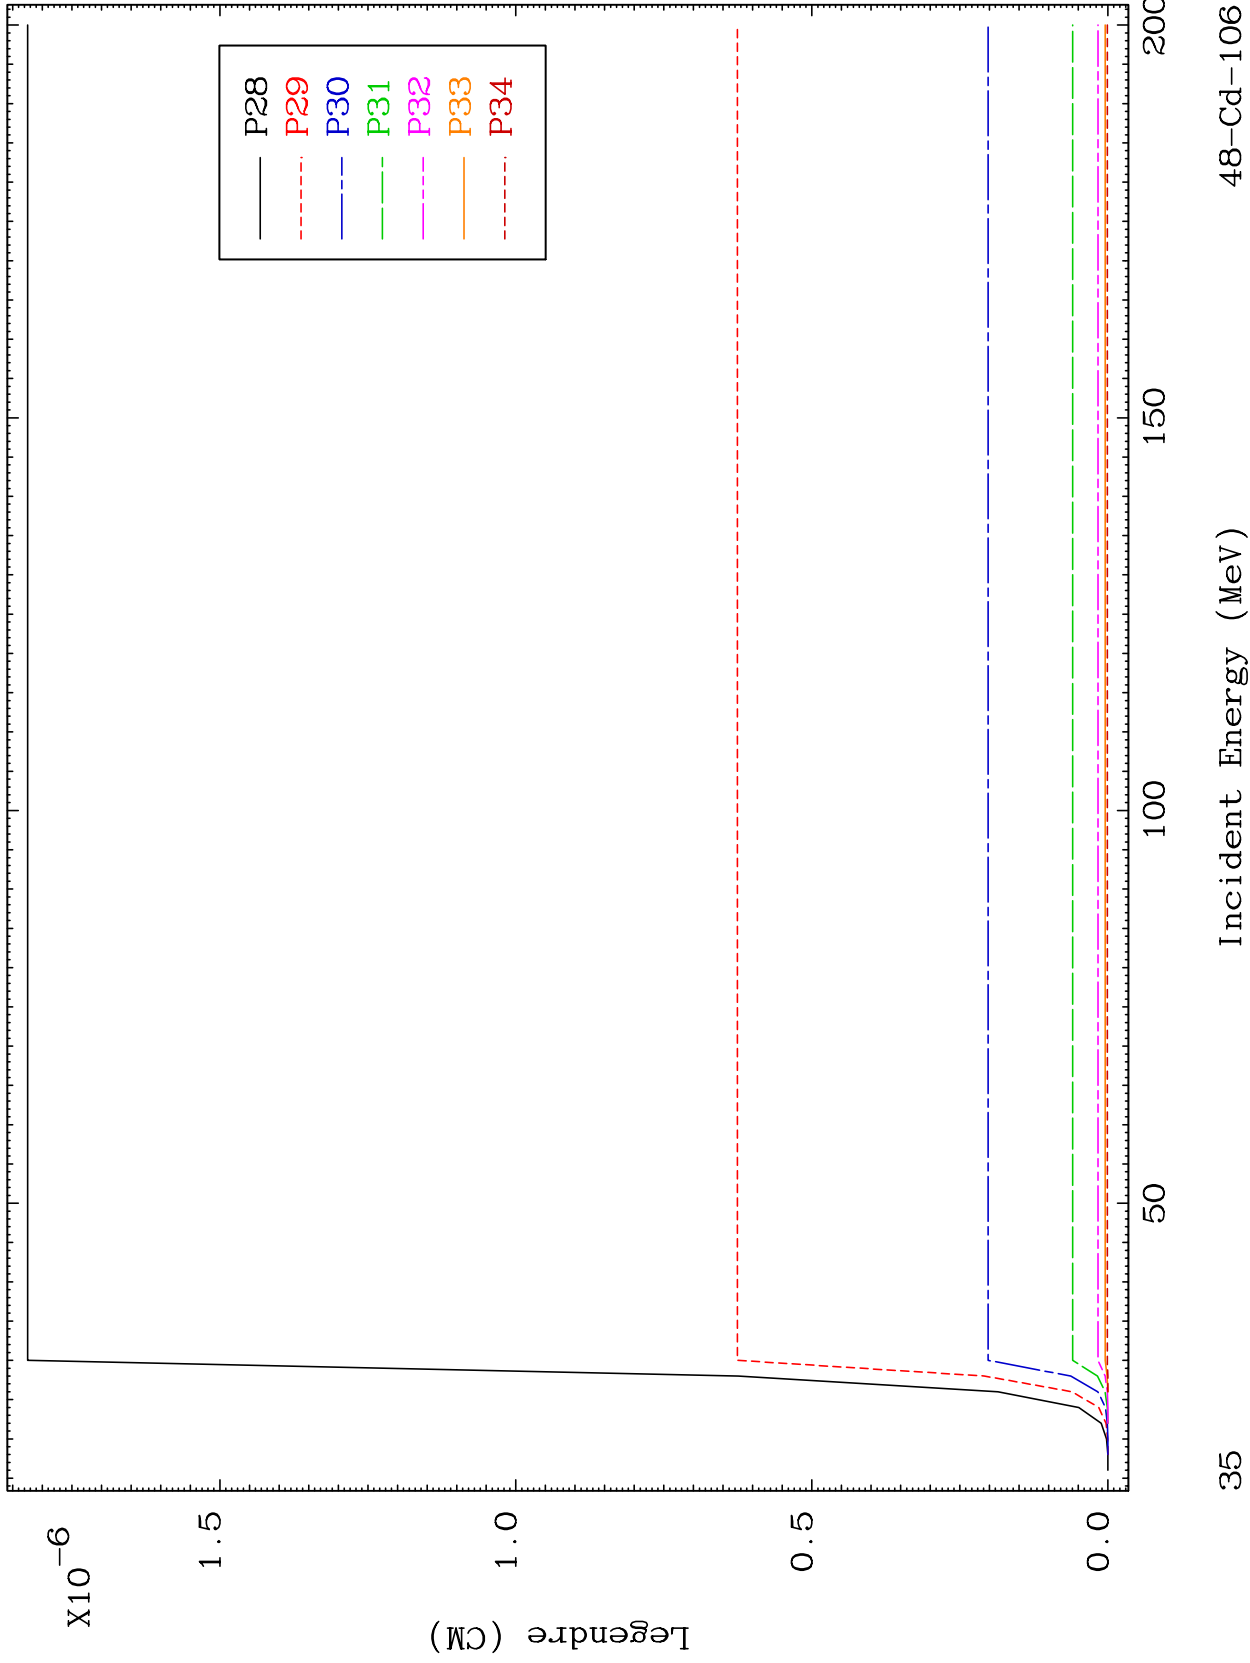 X10-6
1.5
1.0
0.5
0.0
Legendre (CM)
P28
P29
P30
P31
P32
P33
P34
50
100
150
200
35
Incident Energy (MeV)
48-Cd-106